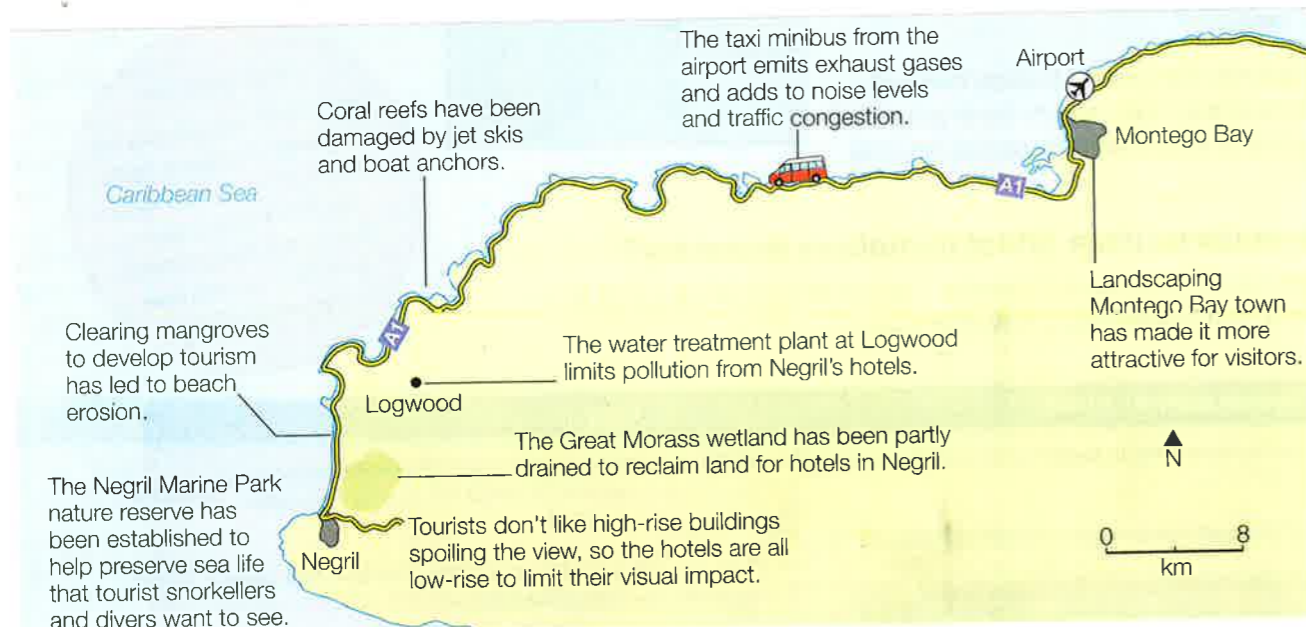 The taxi minibus from the
airport emits exhaust gases
and adds to noise levels
and traffic congestion.
Airport
Coral reefs have been
damaged by jet skis
and boat anchors.
Montego Bay
Caribbean Sea
A1
Landscaping
Montego Bay town
has made it more
attractive for visitors.
A1
Clearing mangroves
to develop tourism
has led to beach
erosion.
The water treatment plant at Logwood
limits pollution from Negril's hotels.
Logwood
The Great Morass wetland has been partly
drained to reclaim land for hotels in Negril.
N
The Negril Marine Park
nature reserve has
been established to
help preserve sea life
that tourist snorkellers
and divers want to see.
Negril
Tourists don't like high-rise buildings
spoiling the view, so the hotels are all
low-rise to limit their visual impact.
0 8
km